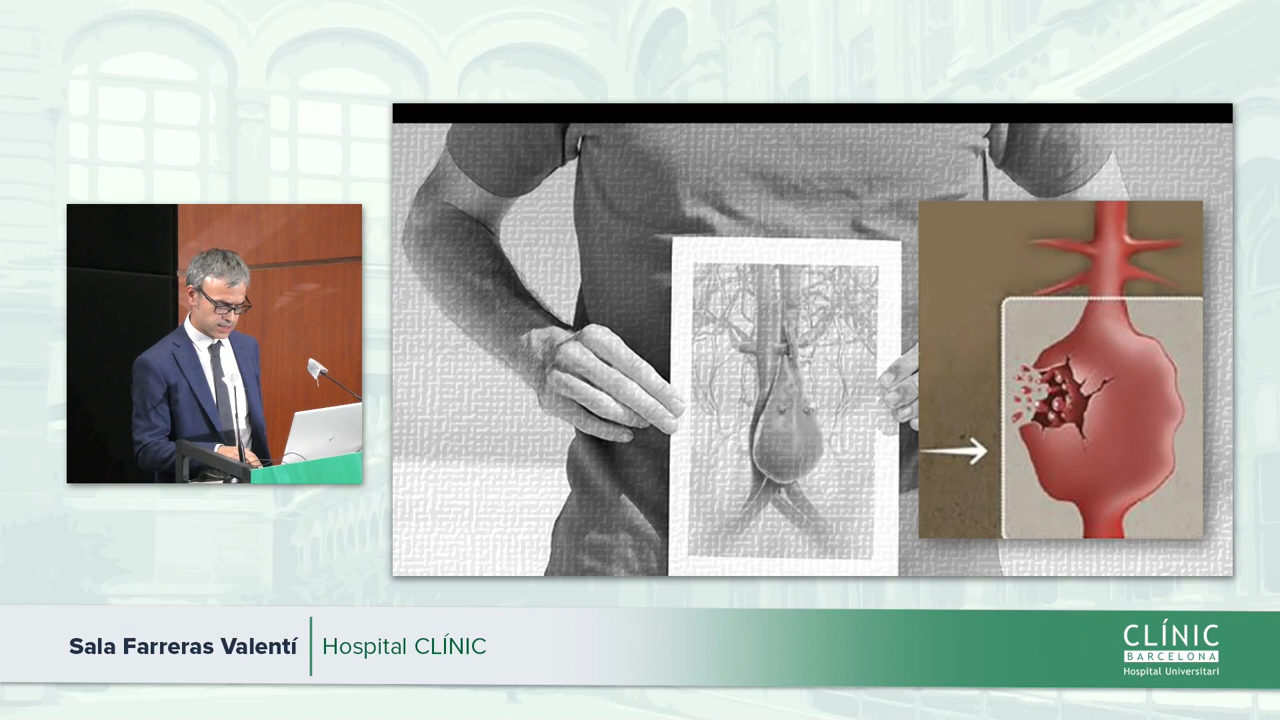 Sala Farreras Valentí
Hospital CLÍNIC
CLÍNIC
BARCELONA
Hospital Universitari